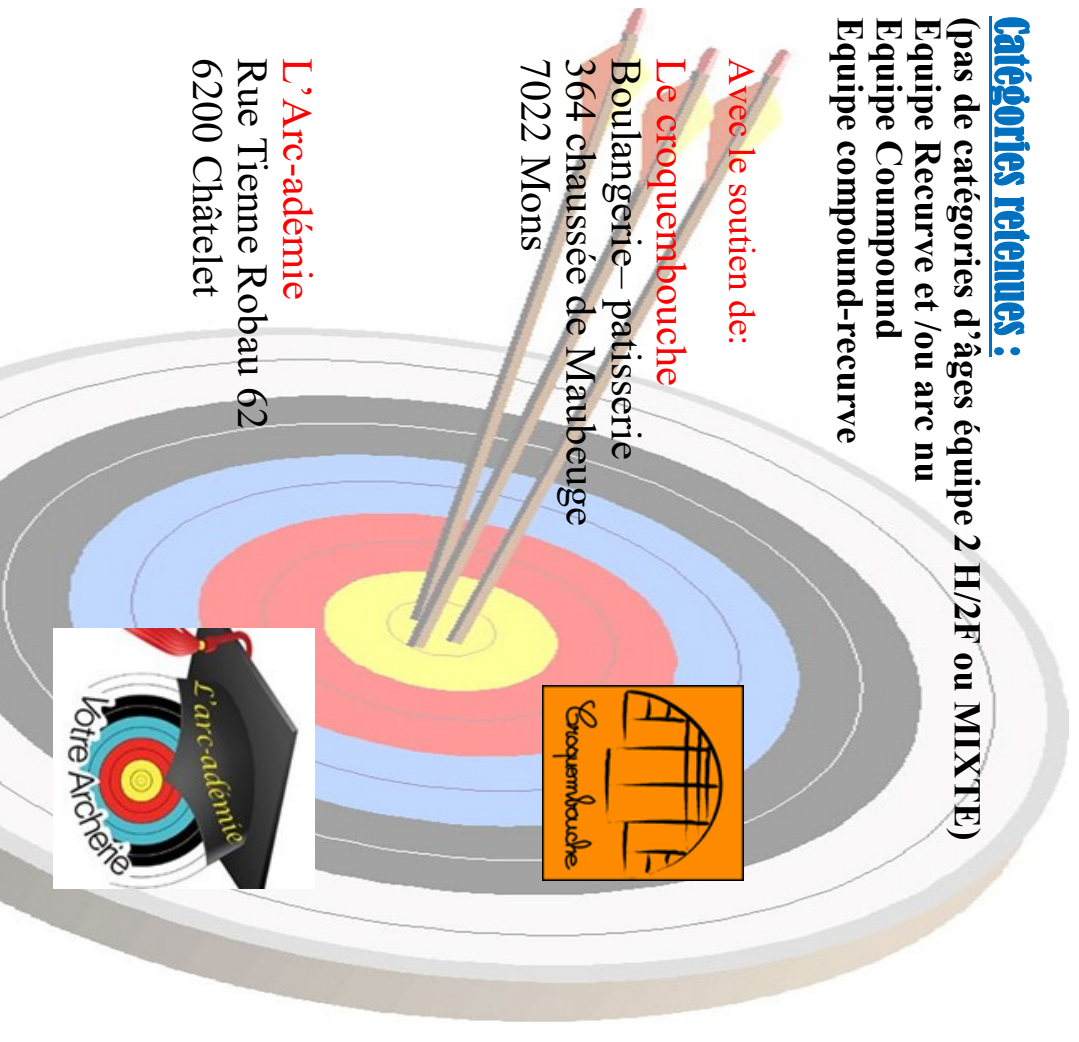 Catégories retenues :
(pas de catégories d’âges équipe 2 H/2F ou MIXTE)
Equipe Recurve et /ou arc nu
Equipe Coumpound
Equipe compound-recurve
Avec le soutien de:
Le croquembouche
Boulangerie– patisserie
364 chaussée de Maubeuge
7022 Mons
Croquembouche
L’Arc-adémie
Rue Tienne Robau 62
6200 Châtelet
L'arc-adémie
Votre Archerie